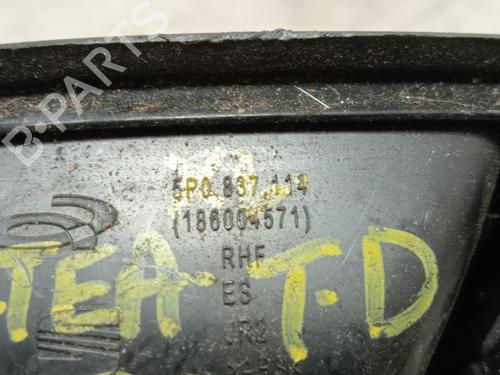 B-PARTS
5P0.837.114
(186004571)
RHF
ES
JR2
TEA T.D